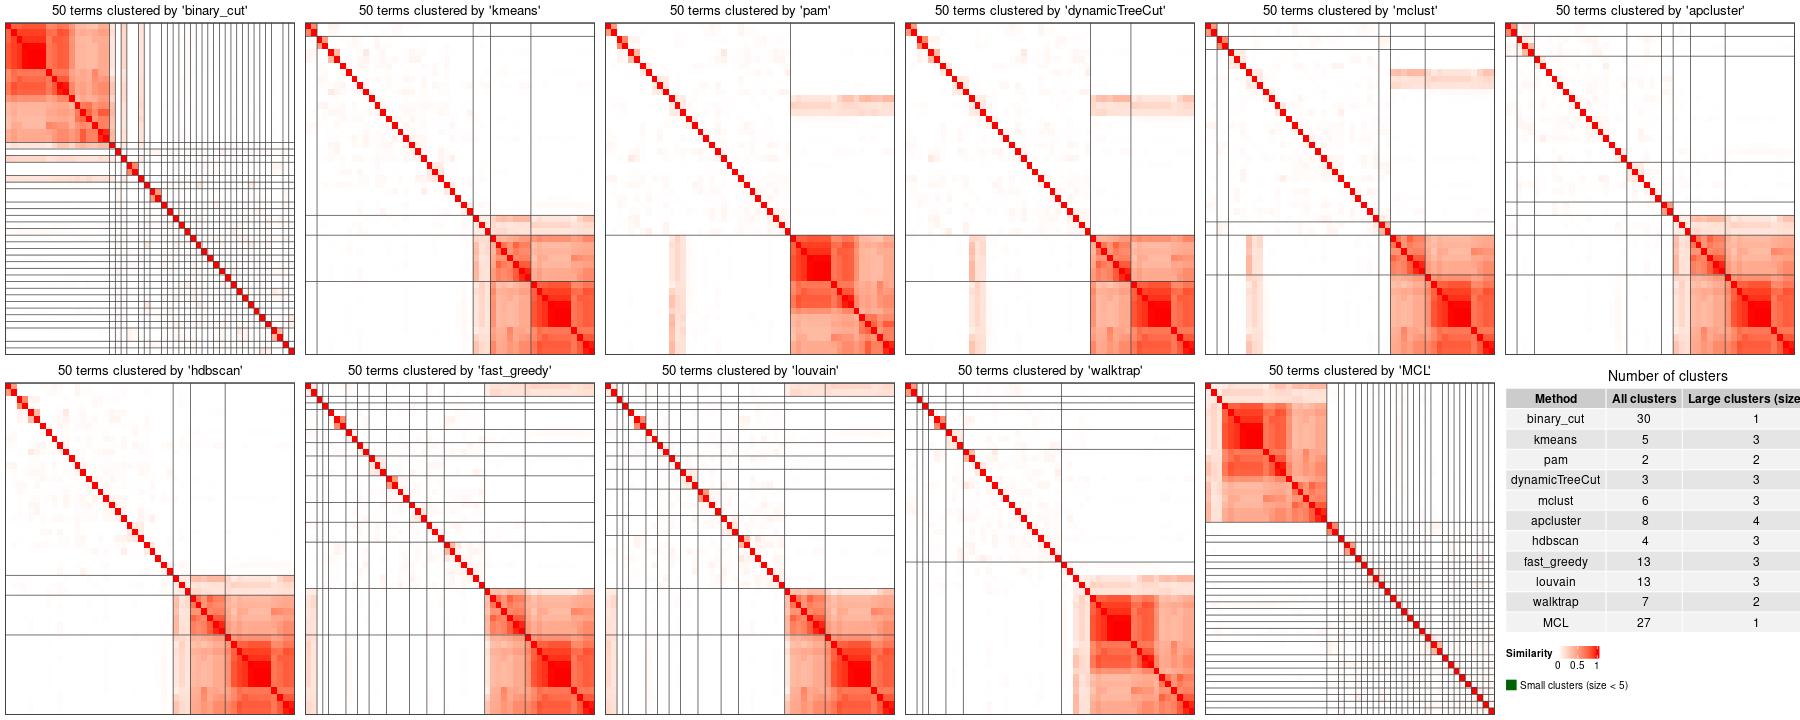 50 terms clustered by 'binary_cut'
50 terms clustered by 'kmeans'
50 terms clustered by 'pam'
50 terms clustered by 'dynamicTreeCut'
50 terms clustered by 'mclust'
50 terms clustered by 'apcluster'
50 terms clustered by 'hdbscan'
50 terms clustered by 'fast_greedy'
50 terms clustered by 'louvain'
50 terms clustered by 'walktrap'
50 terms clustered by 'MCL'
Number of clusters
Method All clusters Large clusters (size
binary_cut 30 1
kmeans 5 3
pam 2 2
dynamicTreeCut 3 3
mclust 6 3
apcluster 8 4
hdbscan 4 3
fast_greedy 13 3
louvain 13 3
walktrap 7 2
MCL 27 1
Similarity
0 0.5 1
Small clusters (size < 5)